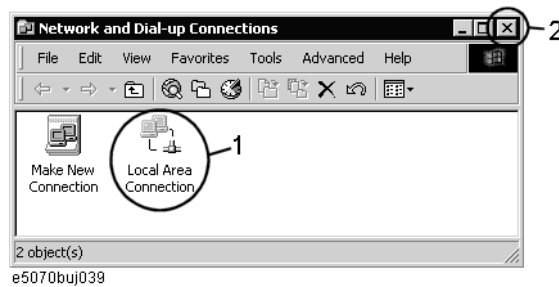 Network and Dial-up Connections
2
File Edit View Favorites Tools Advanced Help
1
Make New Connection
Local Area Connection
2 object(s)
e5070buj039